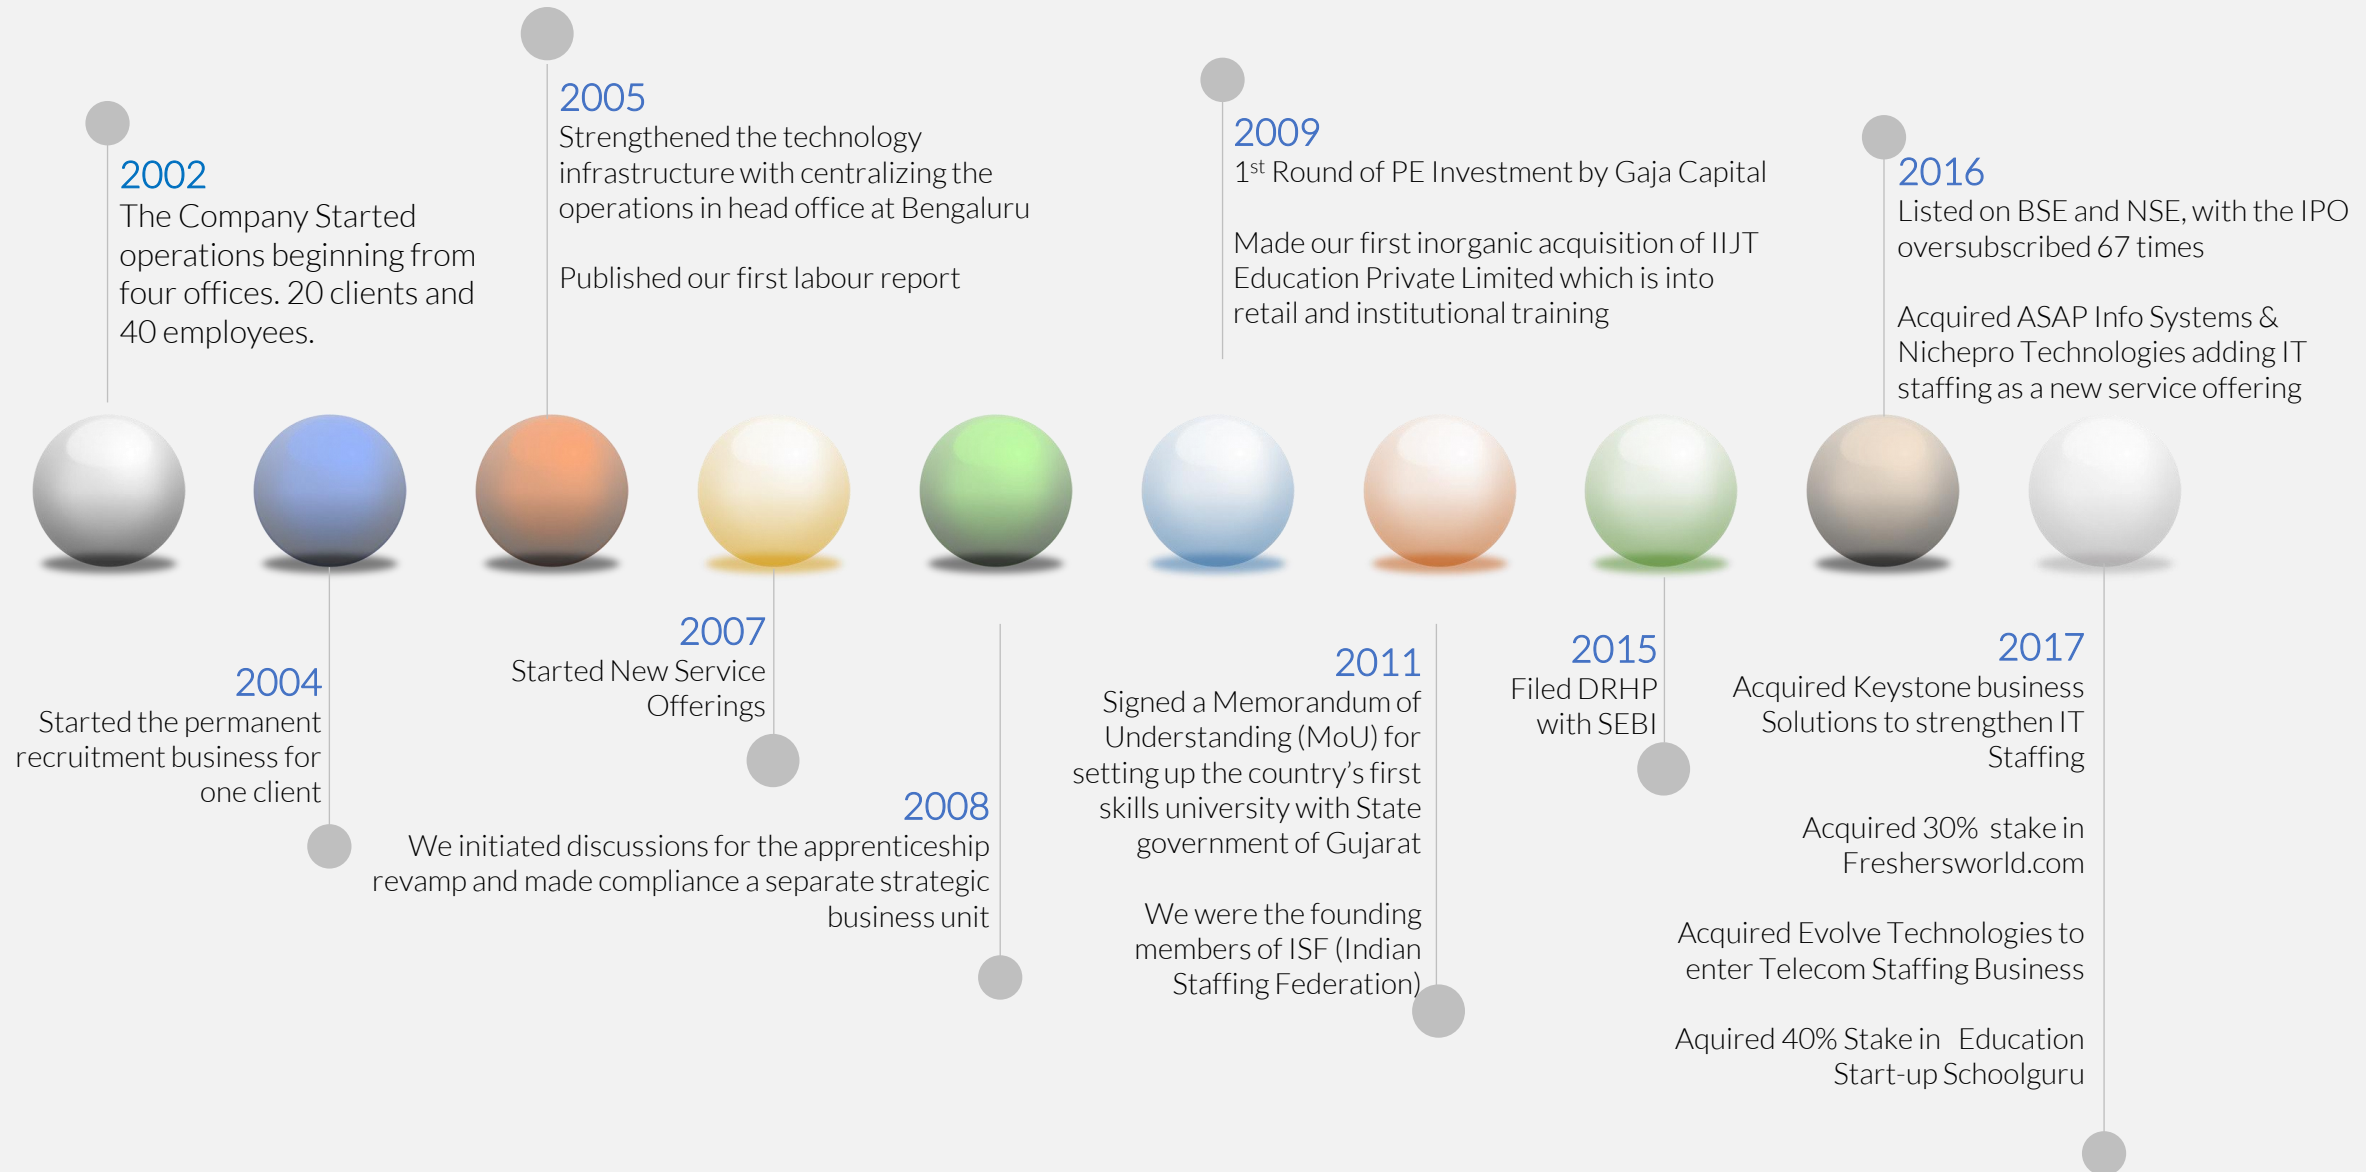 2002
The Company Started
operations beginning from
four offices. 20 clients and
40 employees.
2004
Started the permanent
recruitment business for
one client
2005
Strengthened the technology
infrastructure with centralizing the
operations in head office at Bengaluru
Published our first labour report
2007
Started New Service
Offerings
2008
We initiated discussions for the apprenticeship
revamp and made compliance a separate strategic
business unit
2009
1st Round of PE Investment by Gaja Capital
Made our first inorganic acquisition of IIJT
Education Private Limited which is into
retail and institutional training
2011
Signed a Memorandum of
Understanding (MoU) for
setting up the country’s first
skills university with State
government of Gujarat
We were the founding
members of ISF (Indian
Staffing Federation)
2015
Filed DRHP
with SEBI
2016
Listed on BSE and NSE, with the IPO
oversubscribed 67 times
Acquired ASAP Info Systems &
Nichepro Technologies adding IT
staffing as a new service offering
2017
Acquired Keystone business
Solutions to strengthen IT
Staffing
Acquired 30% stake in
Freshersworld.com
Acquired Evolve Technologies to
enter Telecom Staffing Business
Aquired 40% Stake in Education
Start-up Schoolguru